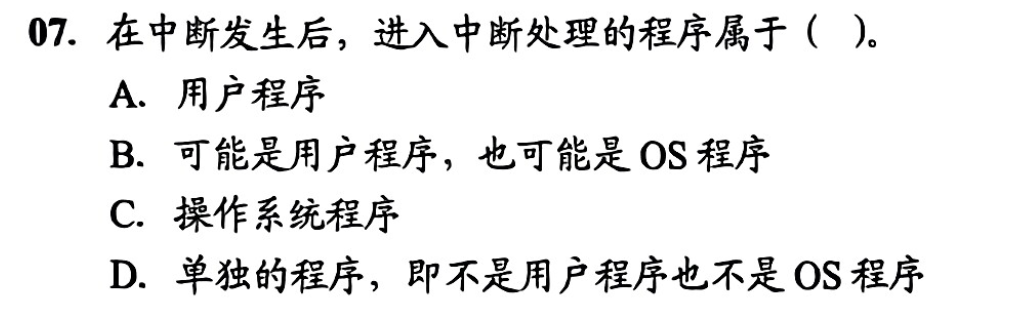 07. 在中断发生后，进入中断处理的程序属于（ ）。
A. 用户程序
B. 可能是用户程序，也可能是 OS 程序
C. 操作系统程序
D. 单独的程序，即不是用户程序也不是 OS 程序